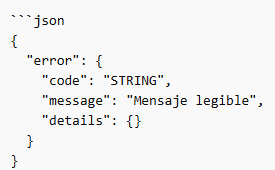 ```json
{
  "error": {
    "code": "STRING",
    "message": "Mensaje legible",
    "details": {}
  }
}